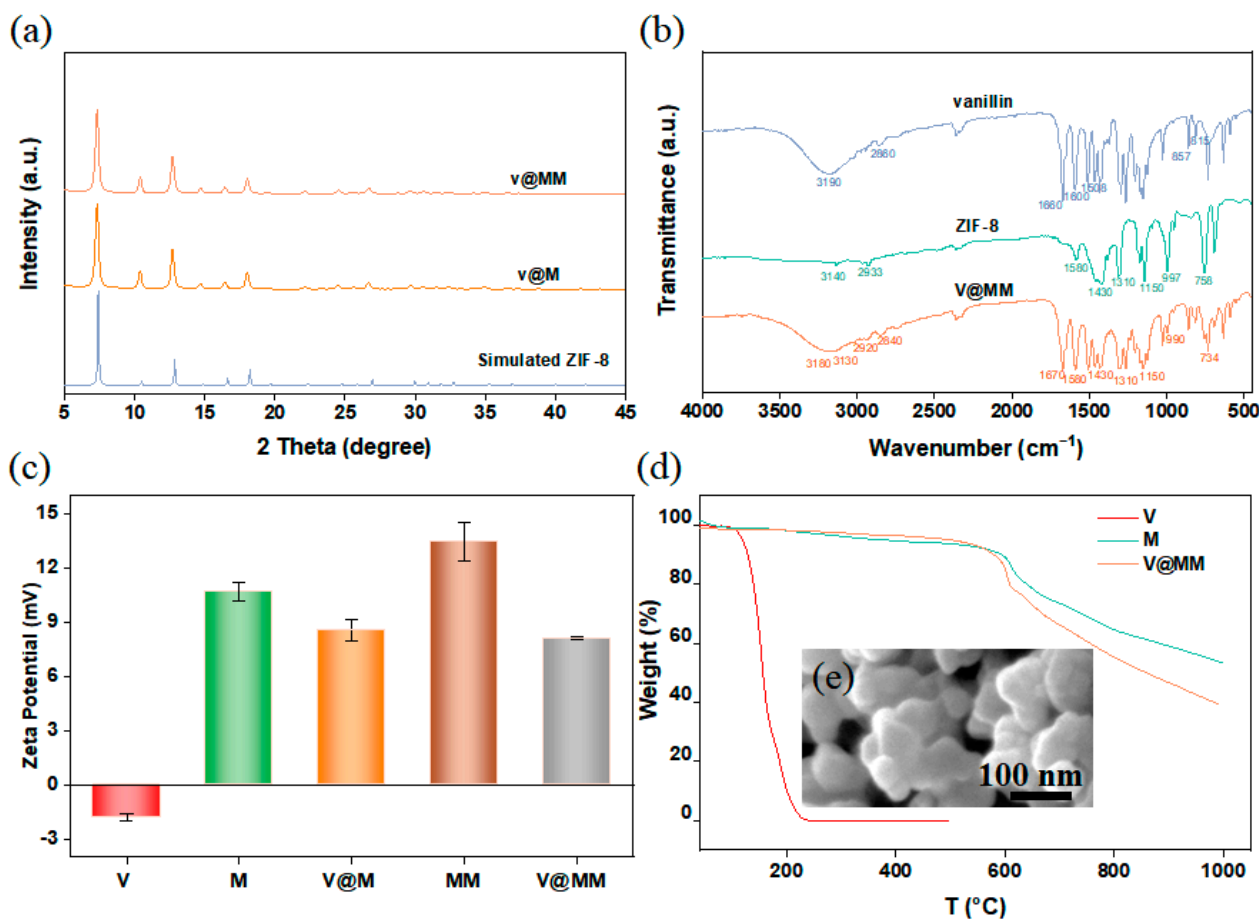 (a)
Intensity (a.u.)
v@MM
v@M
Simulated ZIF-8
5 10 15 20 25 30 35 40 45
2 Theta (degree)
(b)
Transmittance (a.u.)
vanillin
2860
3190
1660
1600
1508
857
815
ZIF-8
3140
2933
1580
1430
1310
1150
997
758
V@MM
3180
3130
2920
2840
1670
1580
1430
1310
1150
990
734
4000 3500 3000 2500 2000 1500 1000 500
Wavenumber (cm−1)
(c)
Zeta Potential (mV)
15
12
9
6
3
0
-3
V M V@M MM V@MM
(d)
Weight (%)
100
80
60
40
20
0
V
M
V@MM
(e)
100 nm
200 400 600 800 1000
T (°C)